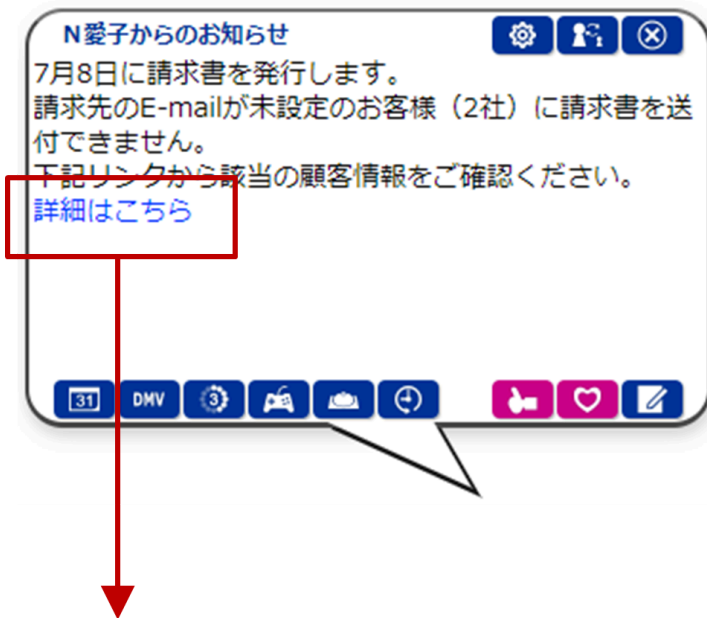 N愛子からのお知らせ
7月8日に請求書を発行します。
請求先のE-mailが未設定のお客様（2社）に請求書を送
付できません。
下記リンクから該当の顧客情報をご確認ください。
詳細はこちら
31 DMV 3